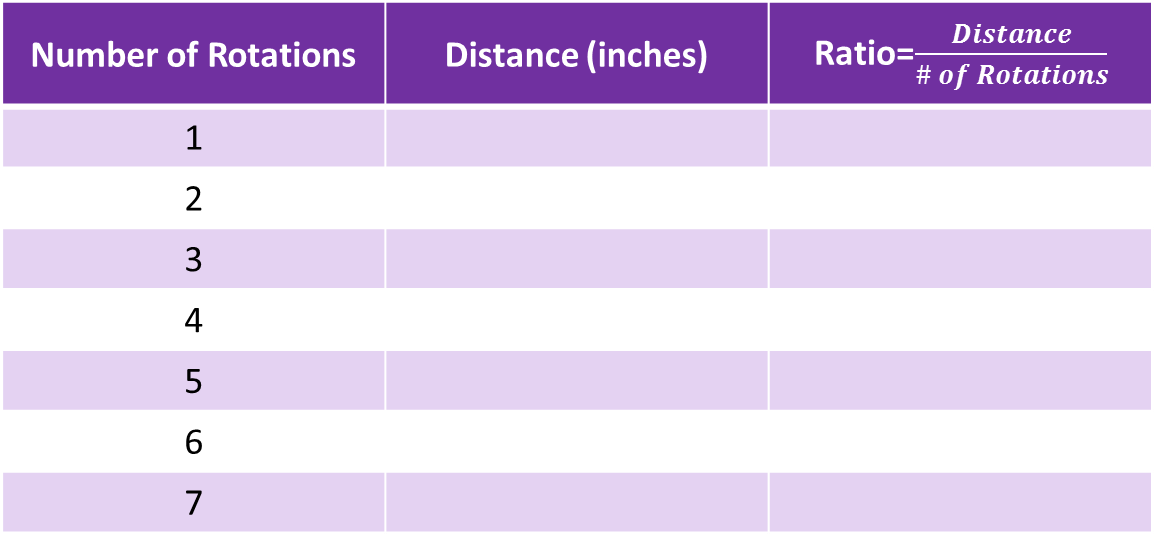 Number of Rotations
Distance (inches)
Ratio=Distance/# of Rotations
1
2
3
4
5
6
7